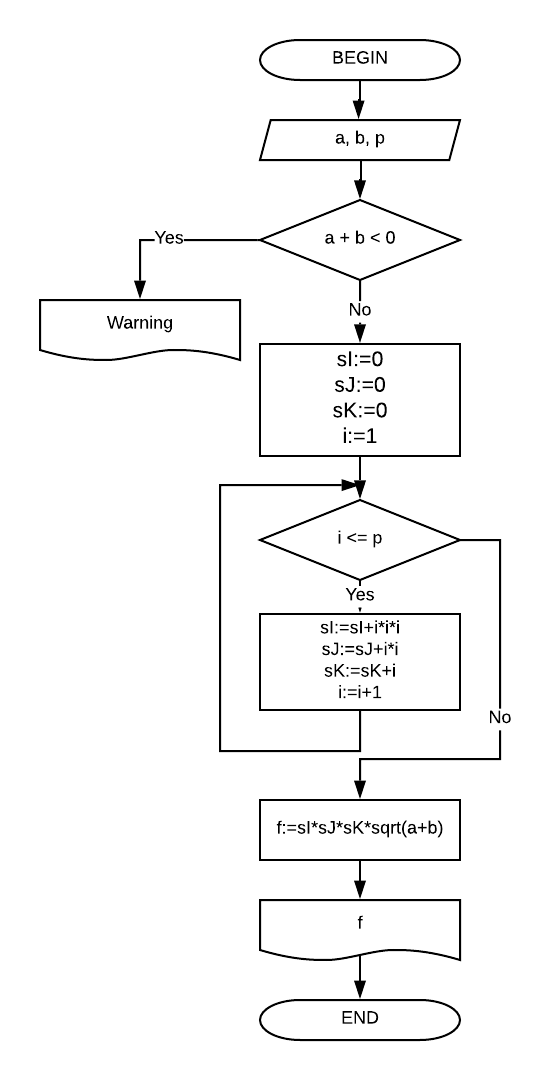 BEGIN
a, b, p
a + b < 0
Yes
Warning
No
sI:=0
sJ:=0
sK:=0
i:=1
i <= p
Yes
sI:=sI+i*i*i
sJ:=sJ+i*i
sK:=sK+i
i:=i+1
No
f:=sI*sJ*sK*sqrt(a+b)
f
END